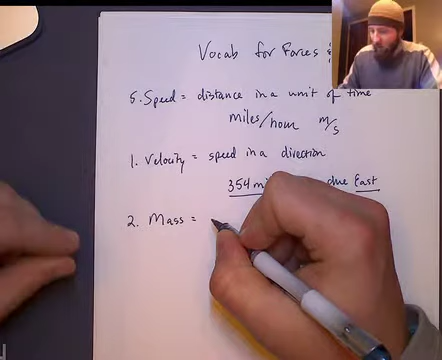 Vocab for Forces &
5. Speed = distance in a unit of time
miles/hour m/s
1. Velocity = speed in a direction
354 mi due East
2. Mass =